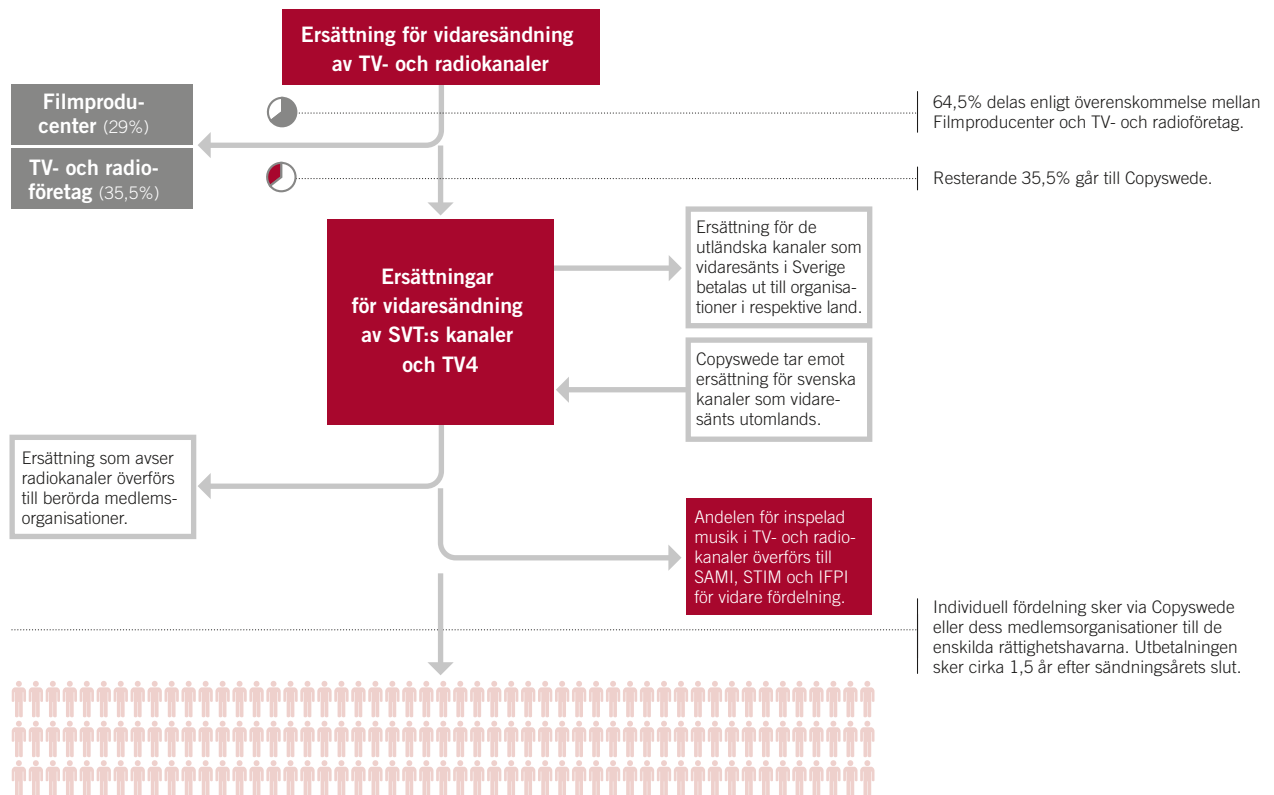 Ersättning för vidaresändning
av TV- och radiokanaler
Filmprodu-
center (29%)
TV- och radio-
företag (35,5%)
64,5% delas enligt överenskommelse mellan
Filmproducenter och TV- och radioföretag.
Resterande 35,5% går till Copyswede.
Ersättningar
för vidaresändning
av SVT:s kanaler
och TV4
Ersättning för de
utländska kanaler som
vidaresänts i Sverige
betalas ut till organisa-
tioner i respektive land.
Copyswede tar emot
ersättning för svenska
kanaler som vidare-
sänts utomlands.
Ersättning som avser
radiokanaler överförs
till berörda medlems-
organisationer.
Andelen för inspelad
musik i TV- och radio-
kanaler överförs till
SAMI, STIM och IFPI
för vidare fördelning.
Individuell fördelning sker via Copyswede
eller dess medlemsorganisationer till de
enskilda rättighetshavarna. Utbetalningen
sker cirka 1,5 år efter sändningsårets slut.